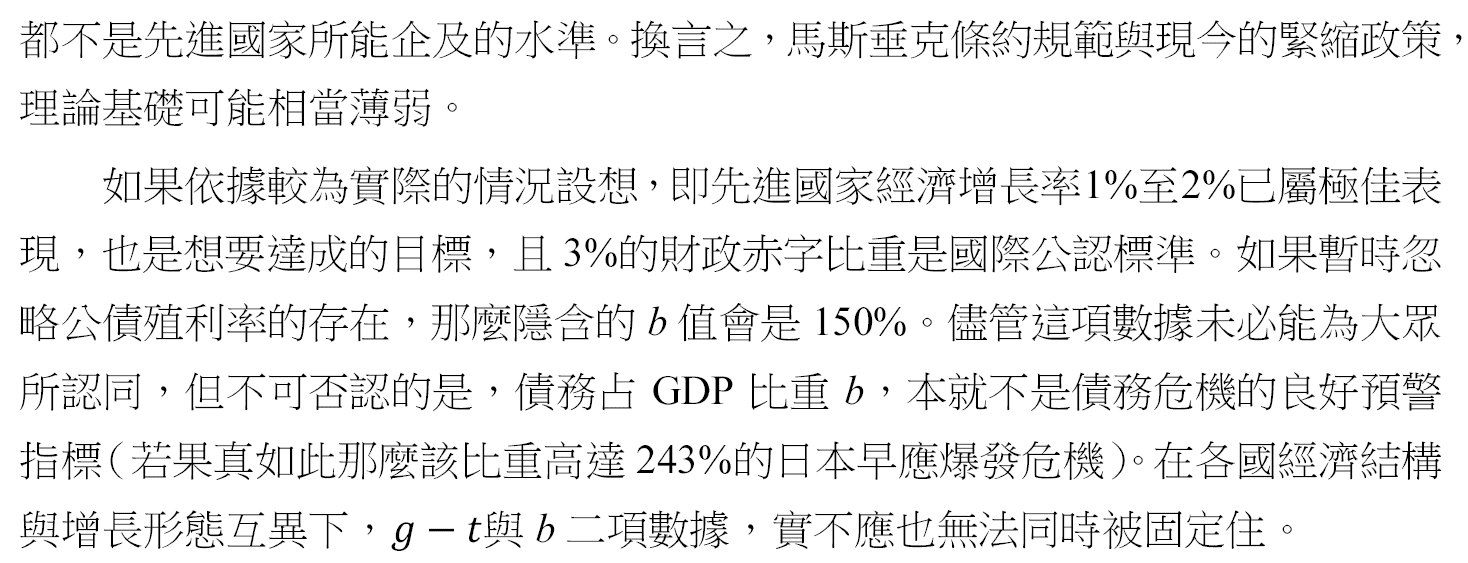 都不是先進國家所能企及的水準。換言之，馬斯垂克條約規範與現今的緊縮政策，
理論基礎可能相當薄弱。
如果依據較為實際的情況設想，即先進國家經濟增長率1%至2%已屬極佳表
現，也是想要達成的目標，且 3%的財政赤字比重是國際公認標準。如果暫時忽
略公債殖利率的存在，那麼隱含的 b 值會是 150%。儘管這項數據未必能為大眾
所認同，但不可否認的是，債務占 GDP 比重 b，本就不是債務危機的良好預警
指標（若果真如此那麼該比重高達 243%的日本早應爆發危機）。在各國經濟結構
與增長形態互異下，g − t與 b 二項數據，實不應也無法同時被固定住。